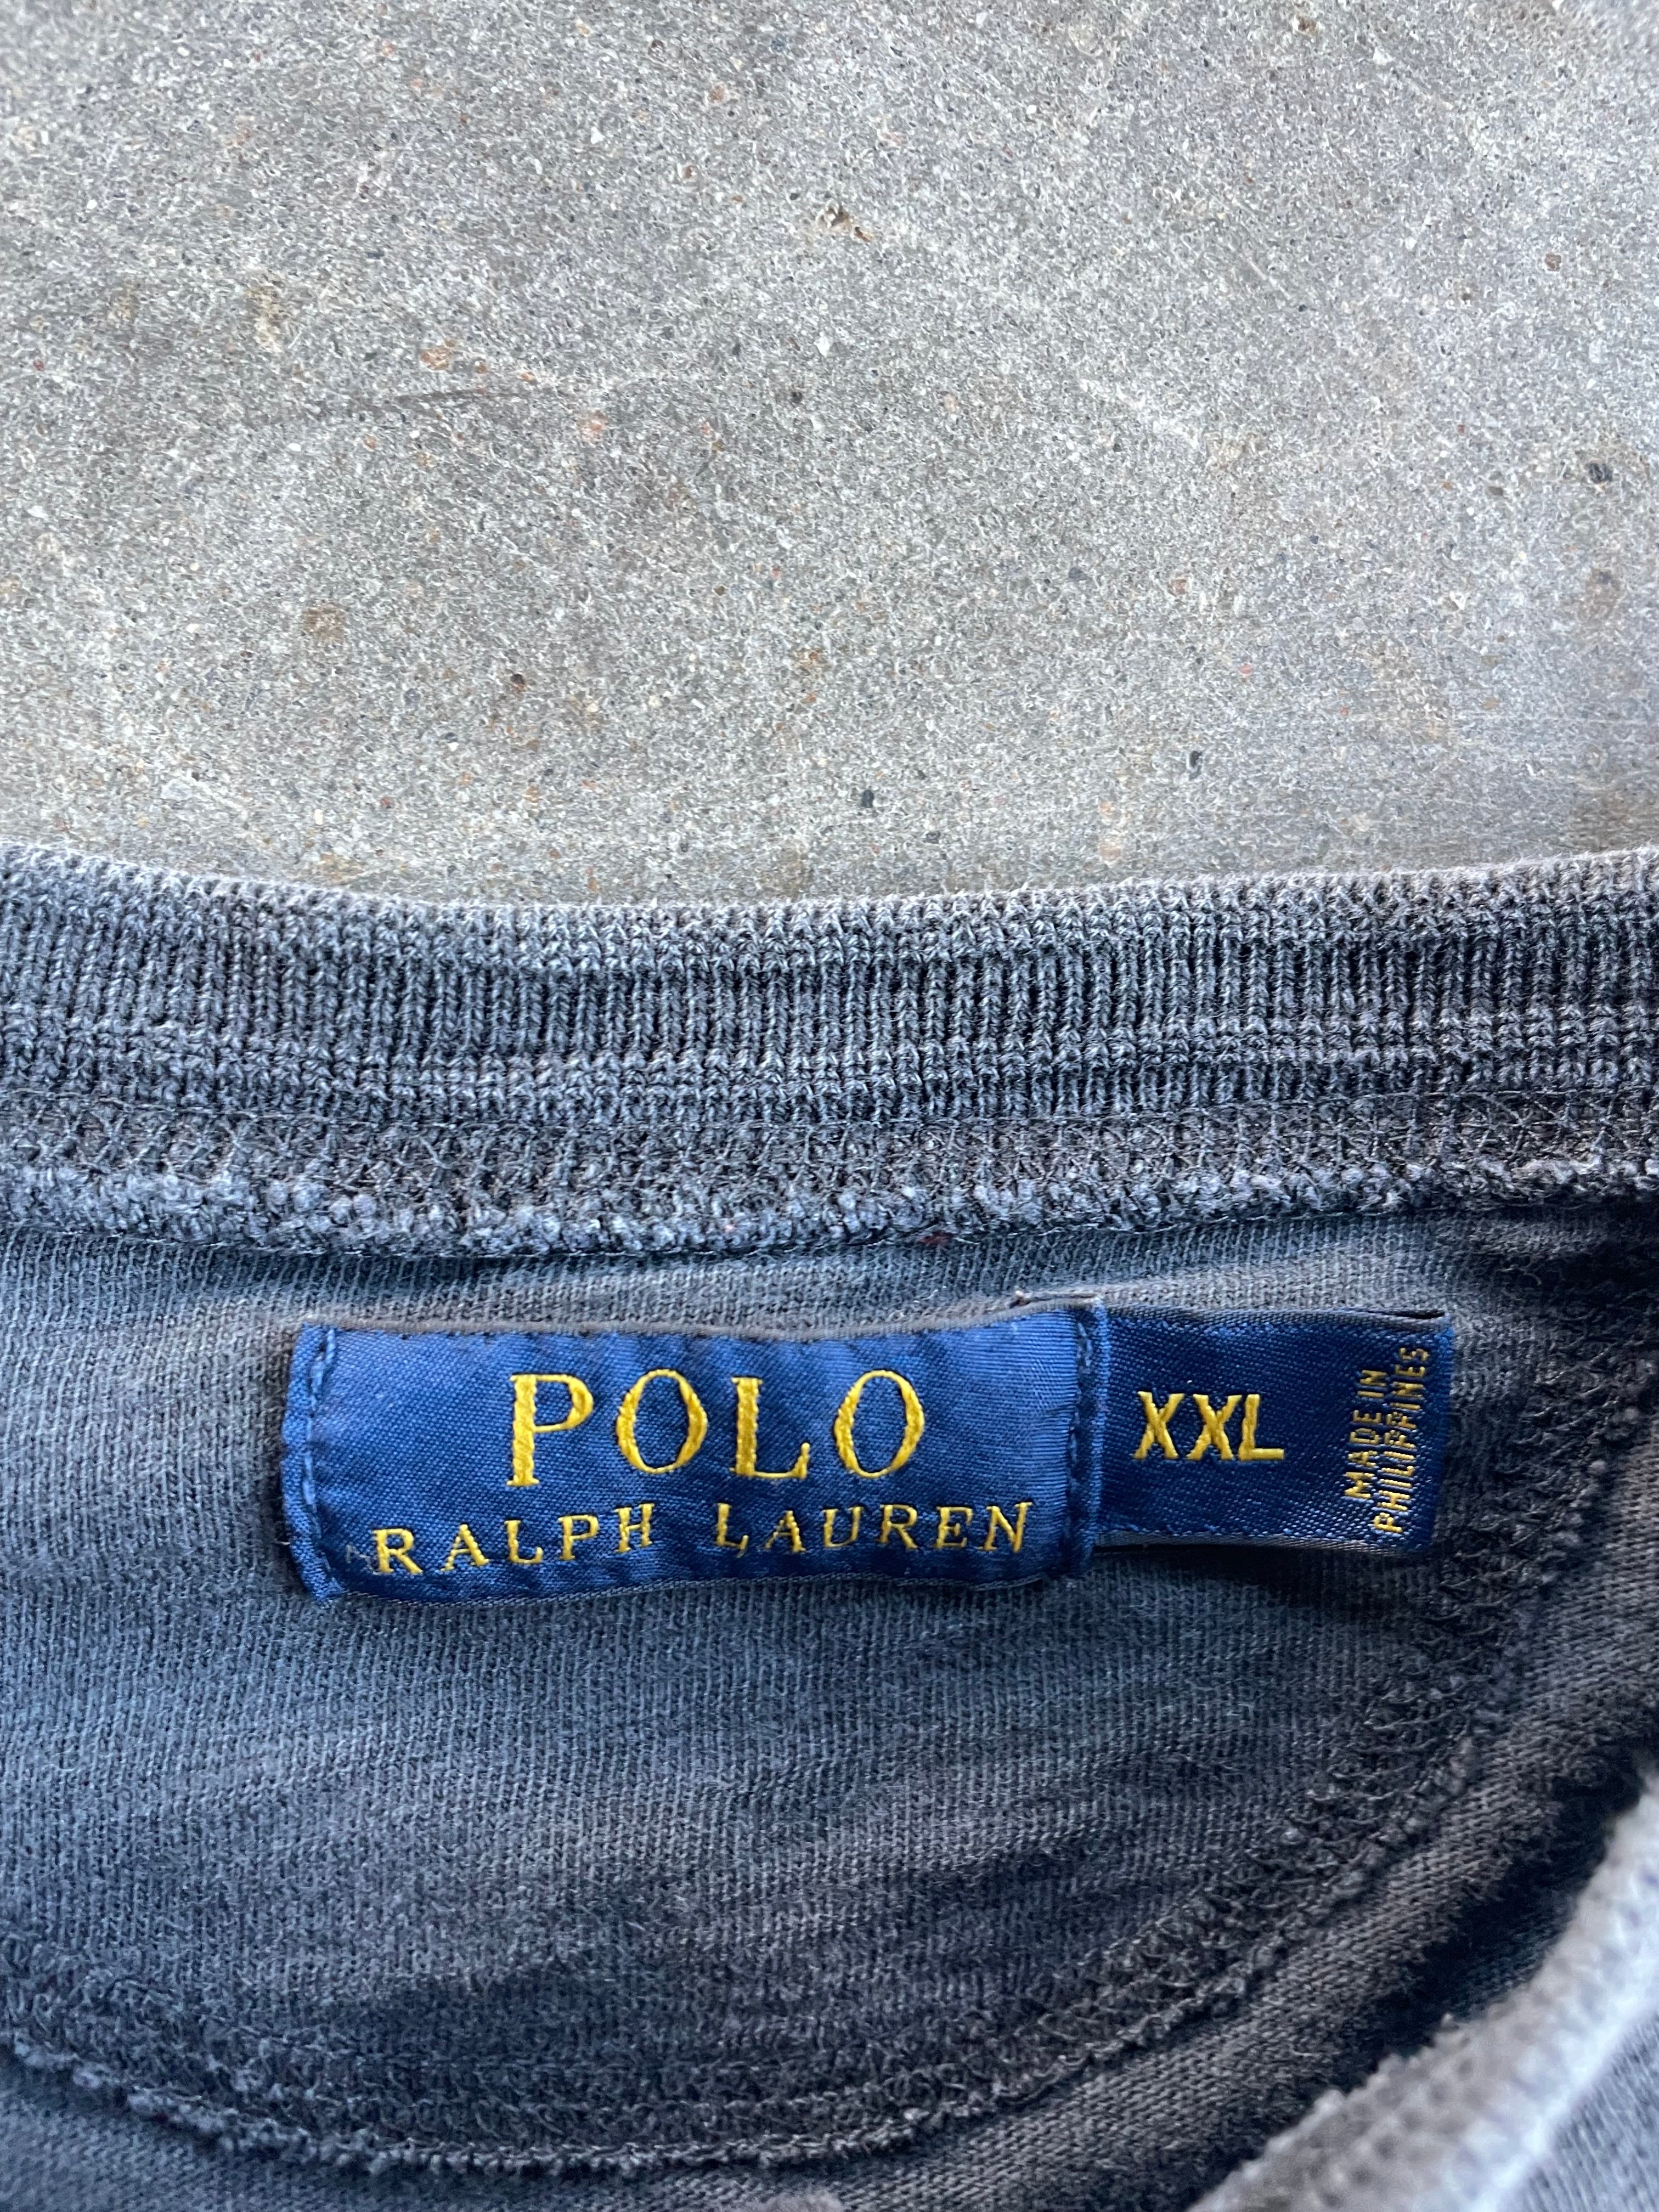 POLO
RALPH LAUREN
XXL
MADE IN
PHILIPPINES